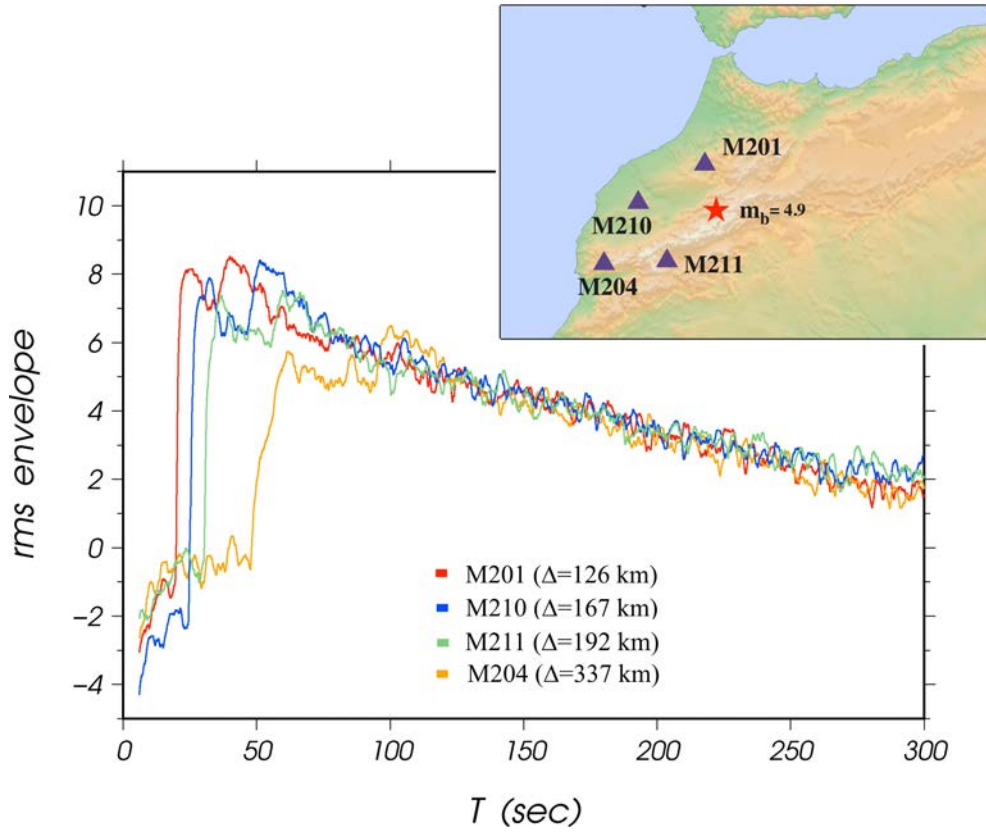 M201
M210
m_b= 4.9
M211
M204
10
8
6
4
2
0
−2
−4
rms envelope
M201 (Δ=126 km)
M210 (Δ=167 km)
M211 (Δ=192 km)
M204 (Δ=337 km)
0 50 100 150 200 250 300
T (sec)